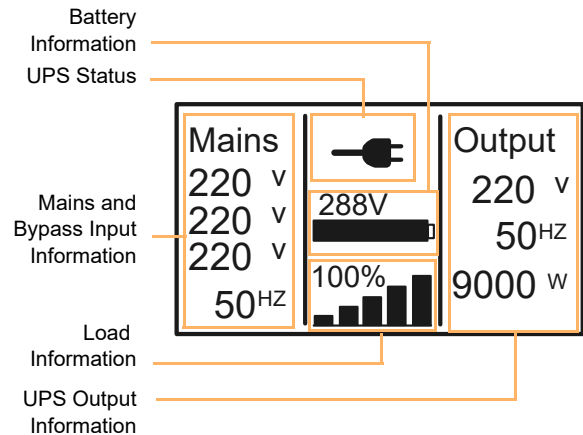 Battery
Information
UPS Status
Mains and
Bypass Input
Information
Load
Information
UPS Output
Information
Mains
220 V
220 V
220 V
50HZ
288V
100%
Output
220 V
50HZ
9000 W